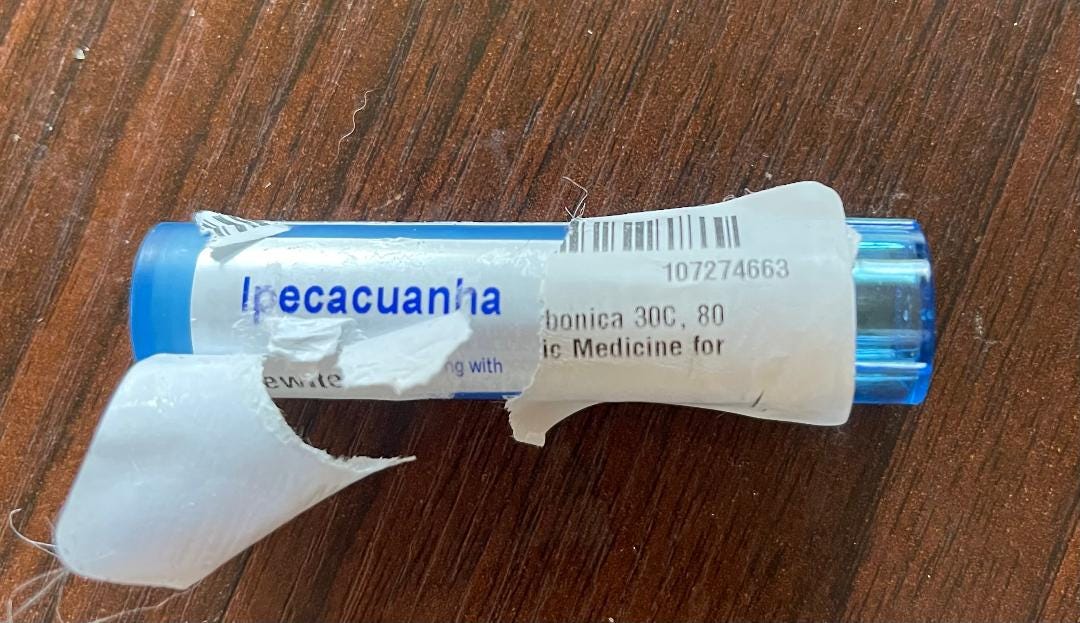 Ipecacuanha
ng with
107274663
bonica 30C, 80
ic Medicine for